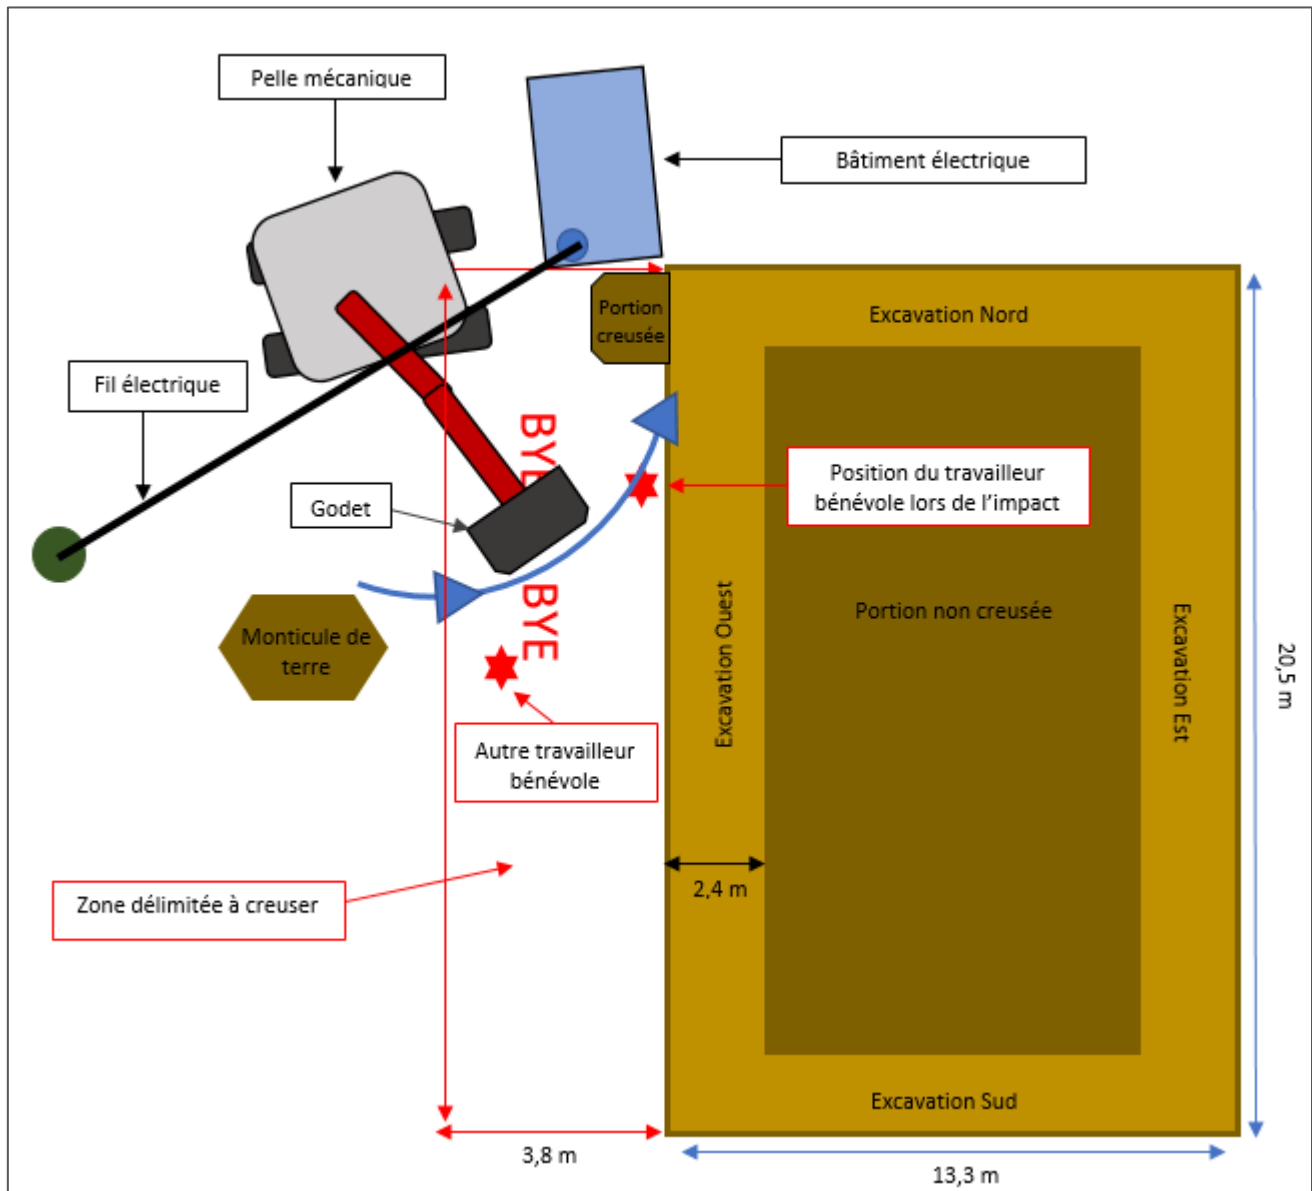 Pelle mécanique
Bâtiment électrique
Portion
creusée
Excavation Nord
Fil électrique
BYE
Position du travailleur
bénévole lors de l'impact
Godet
BYE
Excavation Ouest
Portion non creusée
Excavation Est
Monticule de
terre
20,5 m
Autre travailleur
bénévole
2,4 m
Zone délimitée à creuser
Excavation Sud
3,8 m
13,3 m